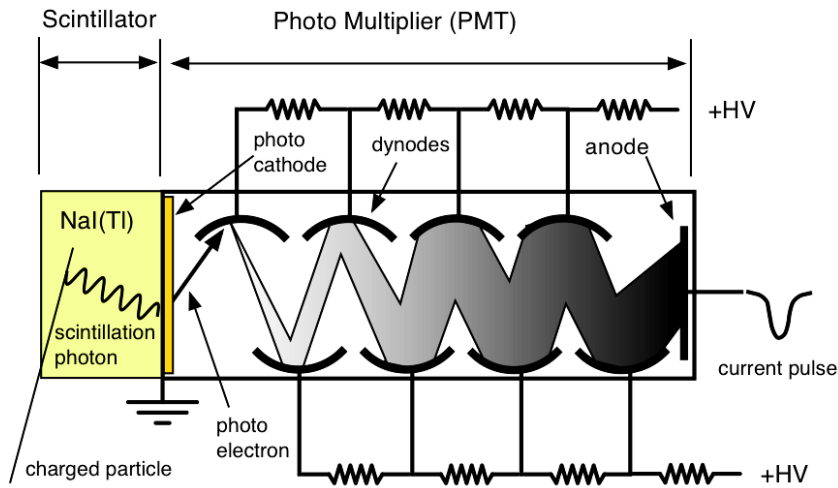 Scintillator
Photo Multiplier (PMT)
+HV
photo
cathode
dynodes
anode
NaI(Tl)
scintillation
photon
current pulse
photo
electron
charged particle
+HV